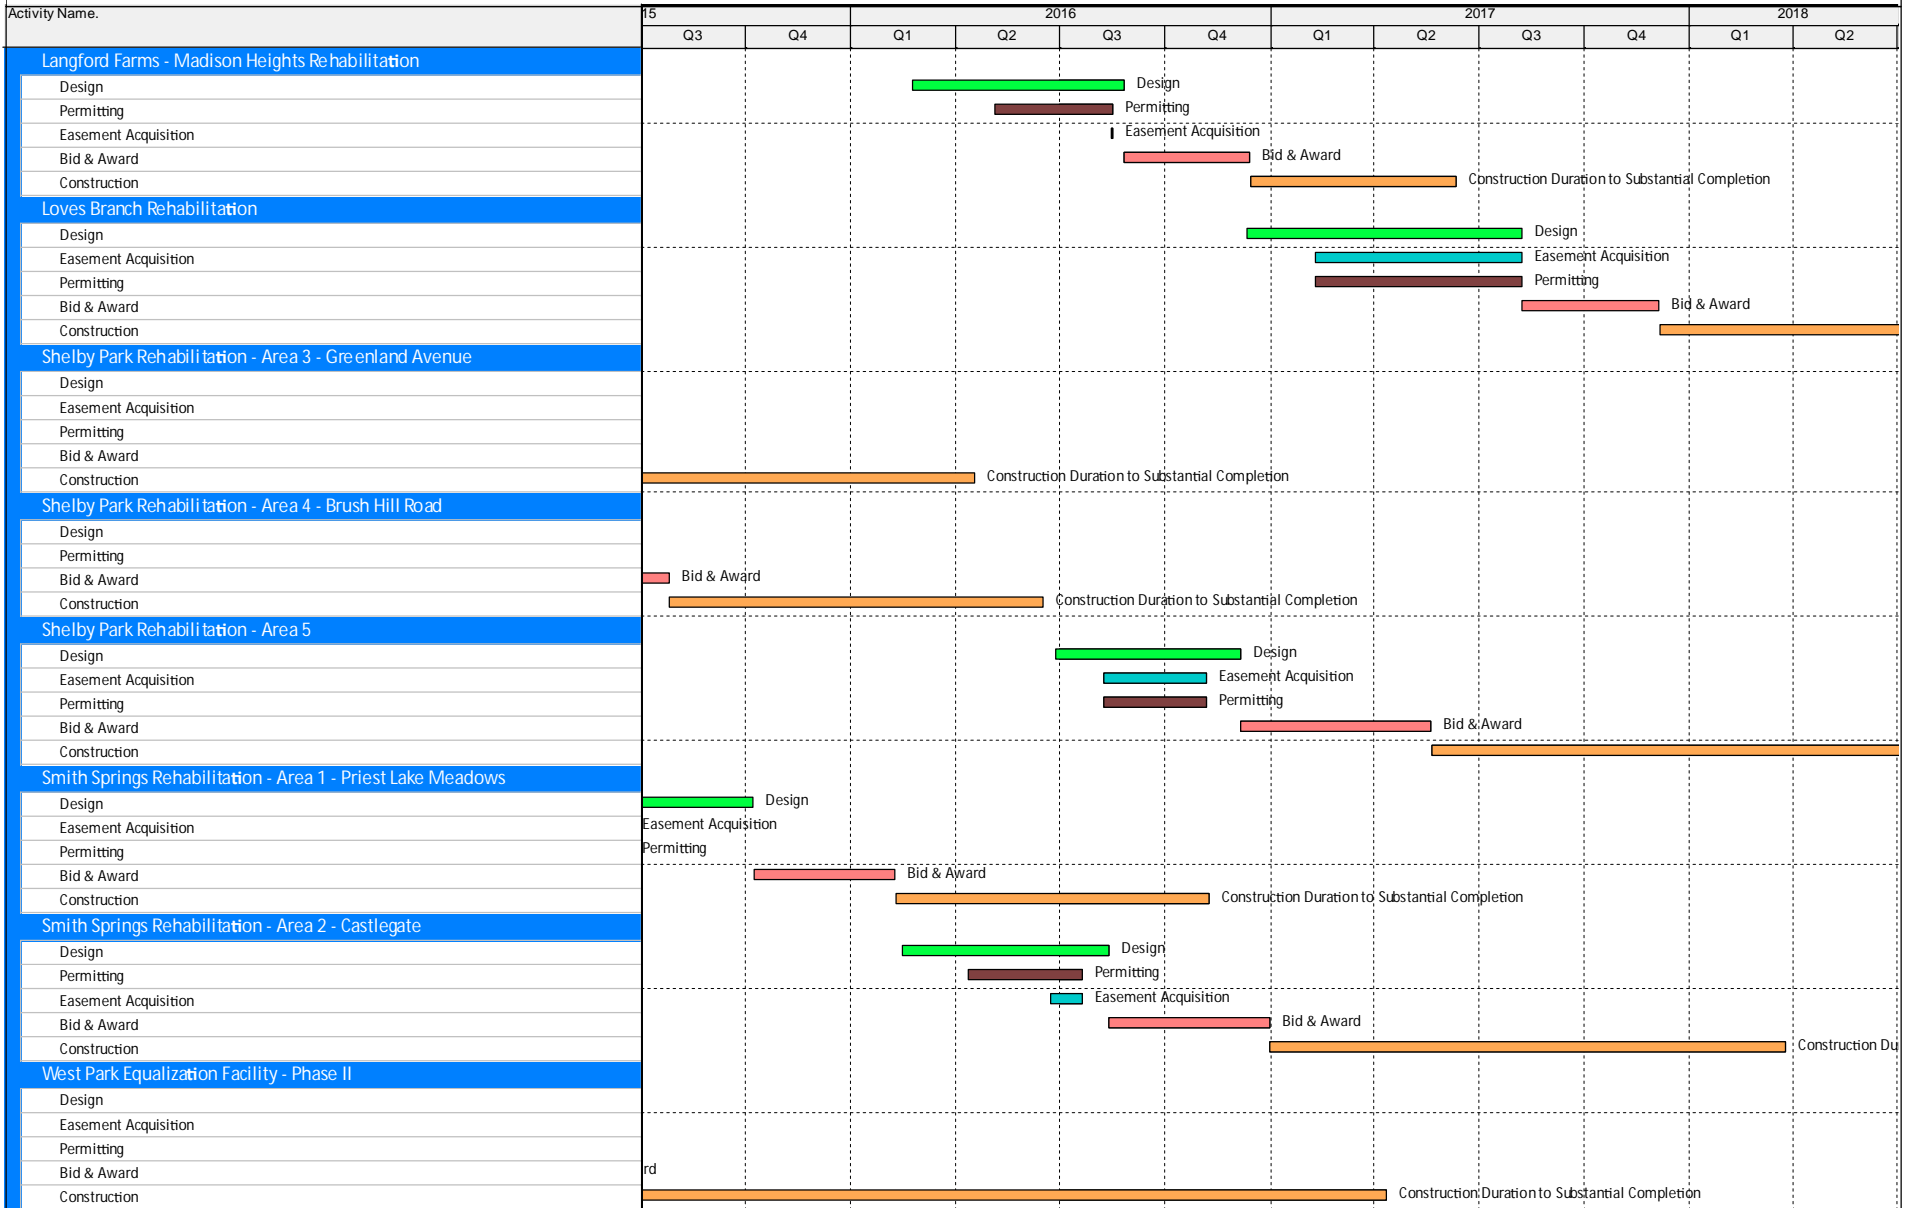 Activity Name.
15 2016 2017 2018
Q3 Q4 Q1 Q2 Q3 Q4 Q1 Q2 Q3 Q4 Q1 Q2
Langford Farms - Madison Heights Rehabilitation
Design Design
Permitting Permitting
Easement Acquisition Easement Acquisition
Bid & Award Bid & Award
Construction Construction Duration to Substantial Completion
Loves Branch Rehabilitation
Design Design
Easement Acquisition Easement Acquisition
Permitting Permitting
Bid & Award Bid & Award
Construction
Shelby Park Rehabilitation - Area 3 - Greenland Avenue
Design
Easement Acquisition
Permitting
Bid & Award
Construction Construction Duration to Substantial Completion
Shelby Park Rehabilitation - Area 4 - Brush Hill Road
Design
Permitting
Bid & Award Bid & Award
Construction Construction Duration to Substantial Completion
Shelby Park Rehabilitation - Area 5
Design Design
Easement Acquisition Easement Acquisition
Permitting Permitting
Bid & Award Bid & Award
Construction
Smith Springs Rehabilitation - Area 1 - Priest Lake Meadows
Design Design
Easement Acquisition Easement Acquisition
Permitting Permitting
Bid & Award Bid & Award
Construction Construction Duration to Substantial Completion
Smith Springs Rehabilitation - Area 2 - Castlegate
Design Design
Permitting Permitting
Easement Acquisition Easement Acquisition
Bid & Award Bid & Award
Construction Construction Du
West Park Equalization Facility - Phase II
Design
Easement Acquisition
Permitting
Bid & Award rd
Construction Construction Duration to Substantial Completion